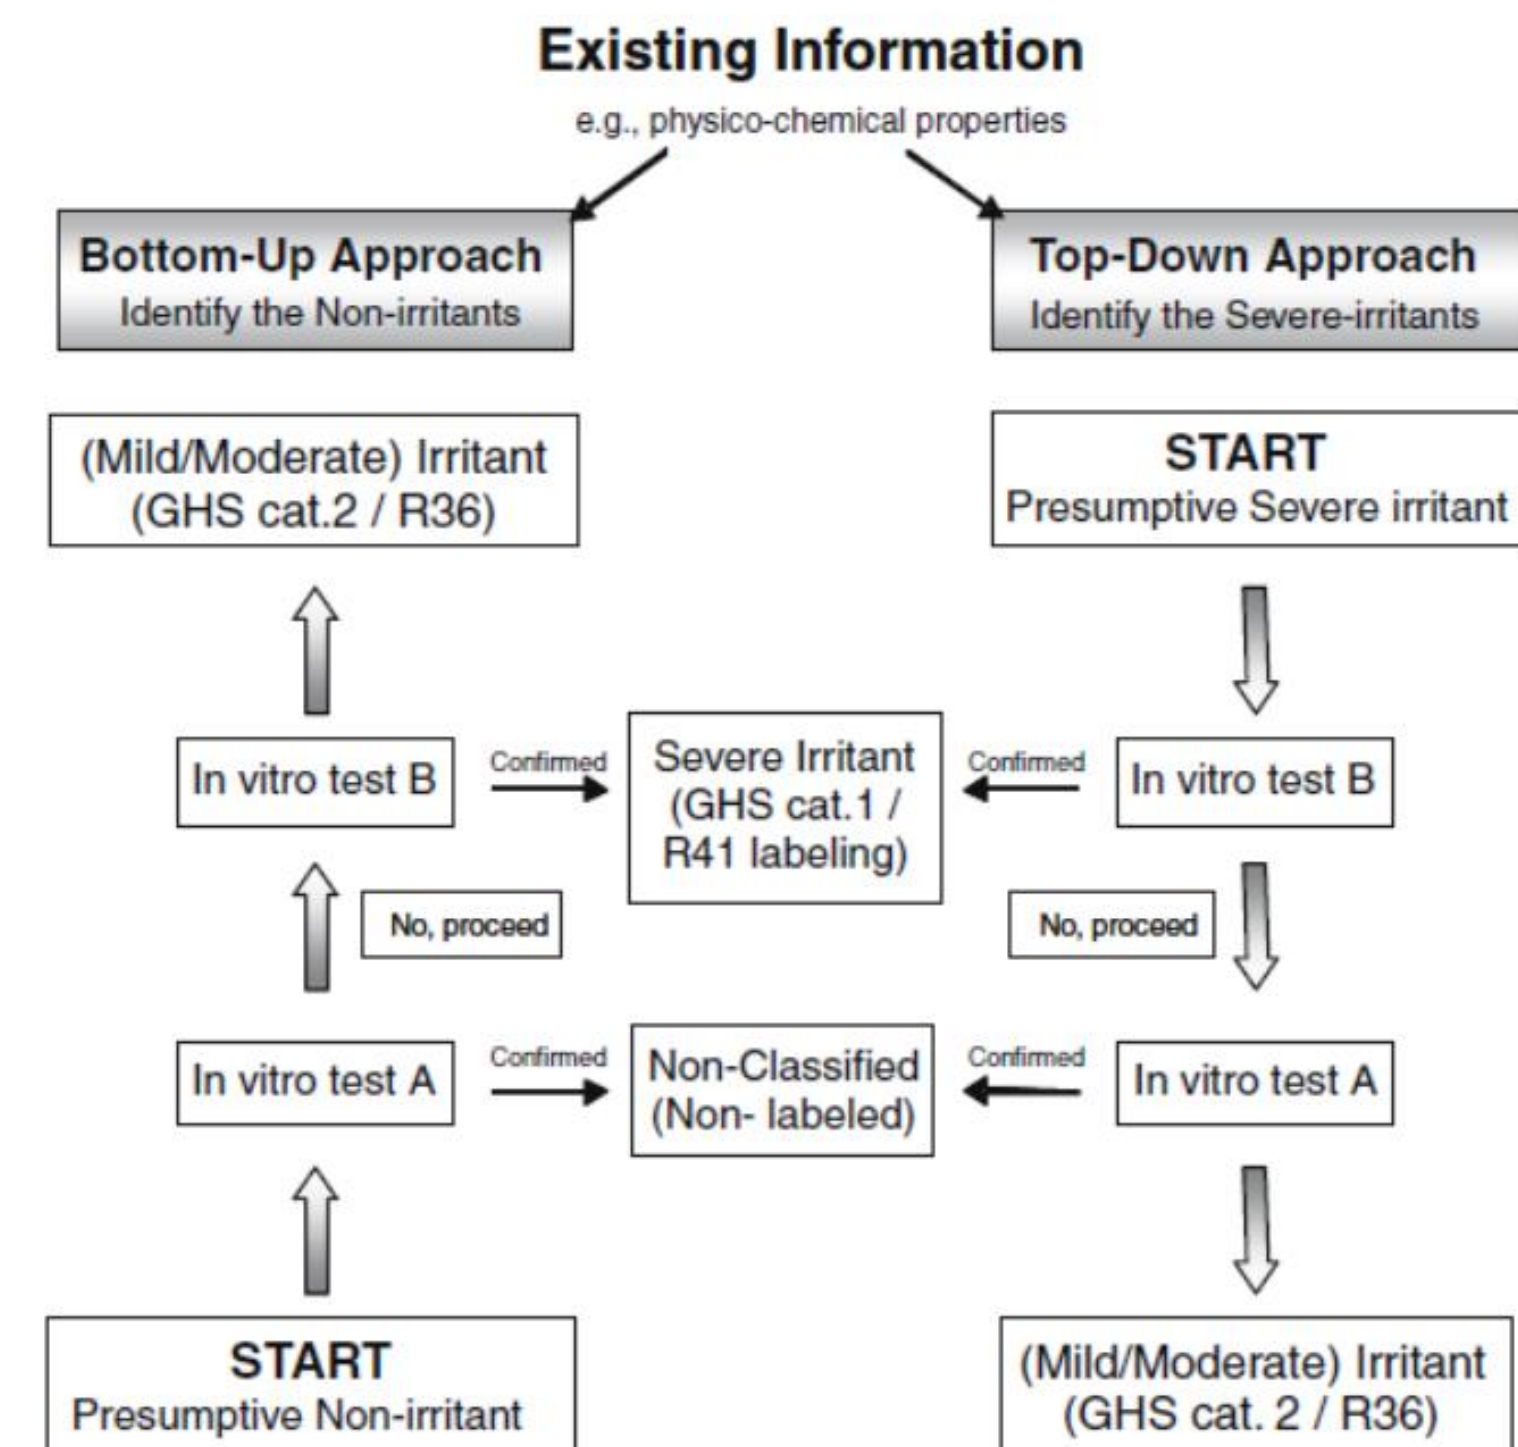 Existing Information
e.g., physico-chemical properties
Bottom-Up Approach
Identify the Non-irritants
Top-Down Approach
Identify the Severe-irritants
(Mild/Moderate) Irritant
(GHS cat.2 / R36)
START
Presumptive Severe irritant
In vitro test B
Confirmed
Severe Irritant
(GHS cat.1 /
R41 labeling)
Confirmed
In vitro test B
No, proceed
No, proceed
In vitro test A
Confirmed
Non-Classified
(Non- labeled)
Confirmed
In vitro test A
START
Presumptive Non-irritant
(Mild/Moderate) Irritant
(GHS cat. 2 / R36)